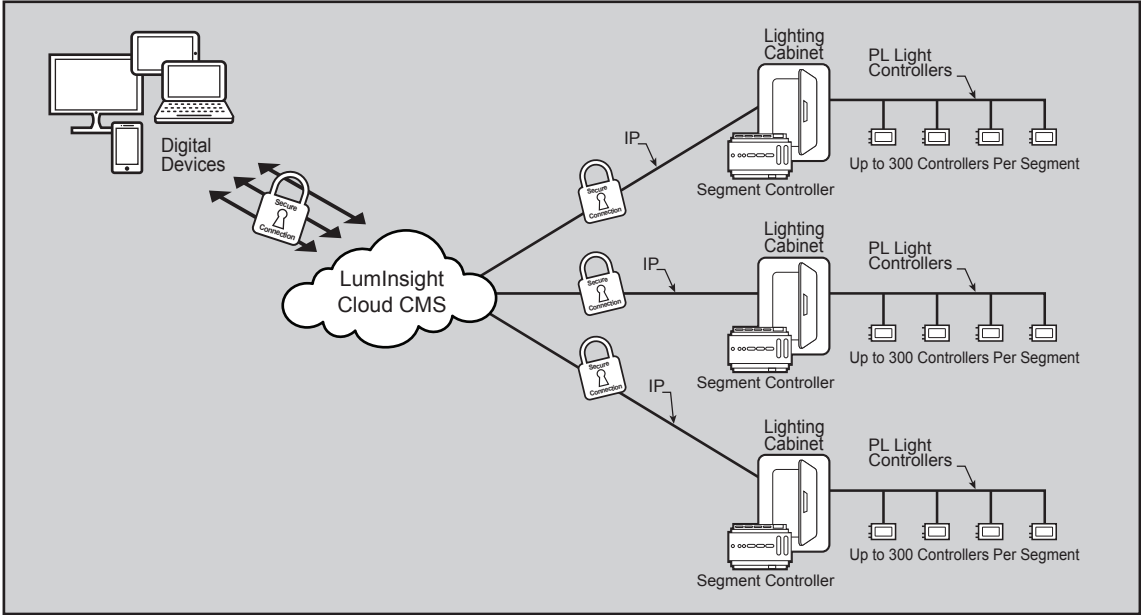 Digital
Devices
Secure
Connection
LumInsight
Cloud CMS
IP
Secure
Connection
Lighting
Cabinet
Segment Controller
PL Light
Controllers
Up to 300 Controllers Per Segment
IP
Secure
Connection
Lighting
Cabinet
Segment Controller
PL Light
Controllers
Up to 300 Controllers Per Segment
IP
Secure
Connection
Lighting
Cabinet
Segment Controller
PL Light
Controllers
Up to 300 Controllers Per Segment